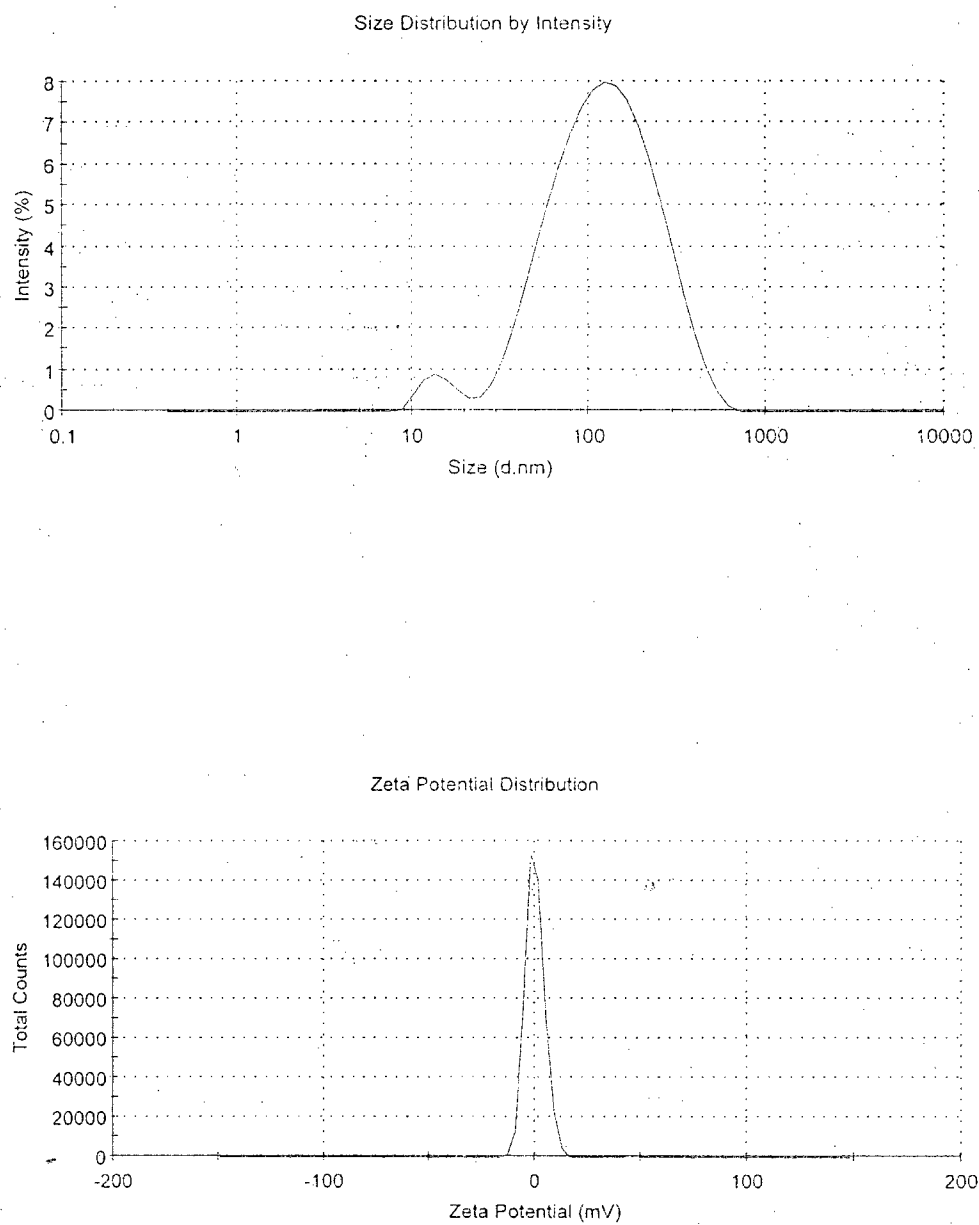 Size Distribution by Intensity
8
7
6
5
4
3
2
1
0
Intensity (%)
0.1 1 10 100 1000 10000
Size (d.nm)
Zeta Potential Distribution
160000
140000
120000
100000
80000
60000
40000
20000
0
Total Counts
-200 -100 0 100 200
Zeta Potential (mV)